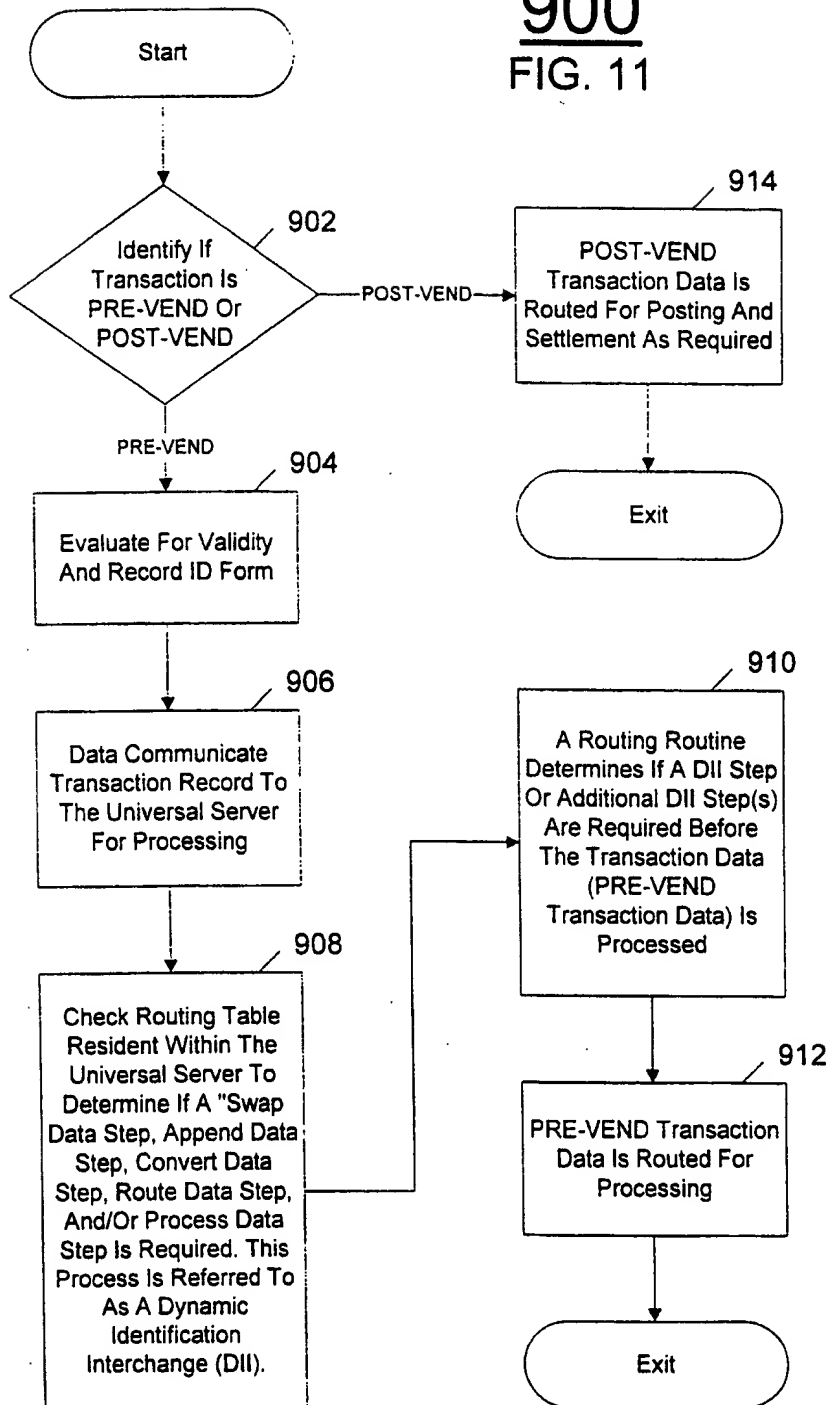 900
FIG. 11
Start
902
Identify If
Transaction Is
PRE-VEND Or
POST-VEND
POST-VEND
914
POST-VEND
Transaction Data Is
Routed For Posting And
Settlement As Required
Exit
PRE-VEND
904
Evaluate For Validity
And Record ID Form
906
Data Communicate
Transaction Record To
The Universal Server
For Processing
908
Check Routing Table
Resident Within The
Universal Server To
Determine If A "Swap
Data Step, Append Data
Step, Convert Data
Step, Route Data Step,
And/Or Process Data
Step Is Required. This
Process Is Referred To
As A Dynamic
Identification
Interchange (DII).
910
A Routing Routine
Determines If A DII Step
Or Additional DII Step(s)
Are Required Before
The Transaction Data
(PRE-VEND
Transaction Data) Is
Processed
912
PRE-VEND Transaction
Data Is Routed For
Processing
Exit